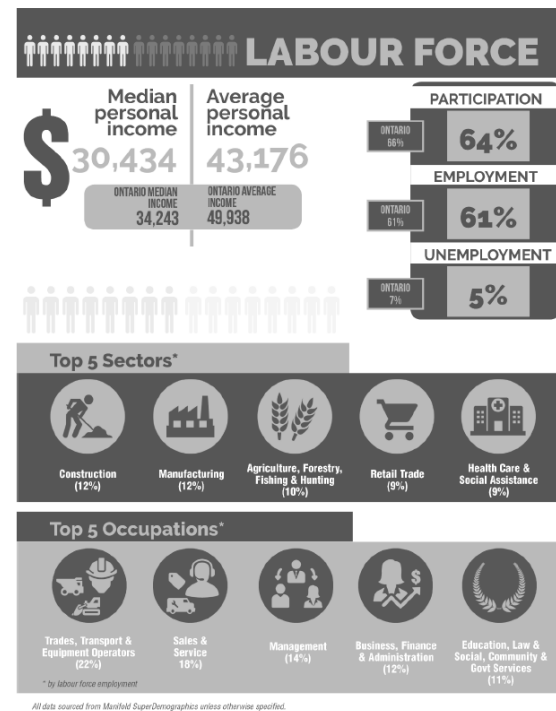 LABOUR FORCE
Median
personal
income
30,434
ONTARIO MEDIAN
INCOME
34,243
Average
personal
income
43,176
ONTARIO AVERAGE
INCOME
49,938
$
PARTICIPATION
ONTARIO
66%
64%
EMPLOYMENT
ONTARIO
61%
61%
UNEMPLOYMENT
ONTARIO
7%
5%
Top 5 Sectors*
Construction
(12%)
Manufacturing
(12%)
Agriculture, Forestry,
Fishing & Hunting
(10%)
Retail Trade
(9%)
Health Care &
Social Assistance
(9%)
Top 5 Occupations*
$
Trades, Transport &
Equipment Operators
(22%)
Sales &
Service
18%)
Management
(14%)
Business, Finance
& Administration
(12%)
Education, Law &
Social, Community &
Govt Services
(11%)
* by labour force employment
All data sourced from Manifold SuperDemographics unless otherwise specified.